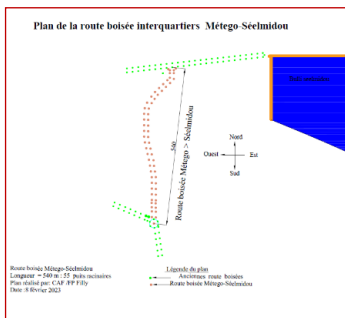 Plan de la route boisée interquartiers Métego-Séelmidou
Nord
Ouest
Est
Sud
540
Route boisée Métego > Séelmidou
Route boisée Métego-Séelmidou
Longueur = 540 m : 55 puits racinaires
Plan réalisé par: CAF /FP Filly
Date :8 février 2023
Légende du plan
Anciennes route boisées
Route boisée Métego-Séelmidou